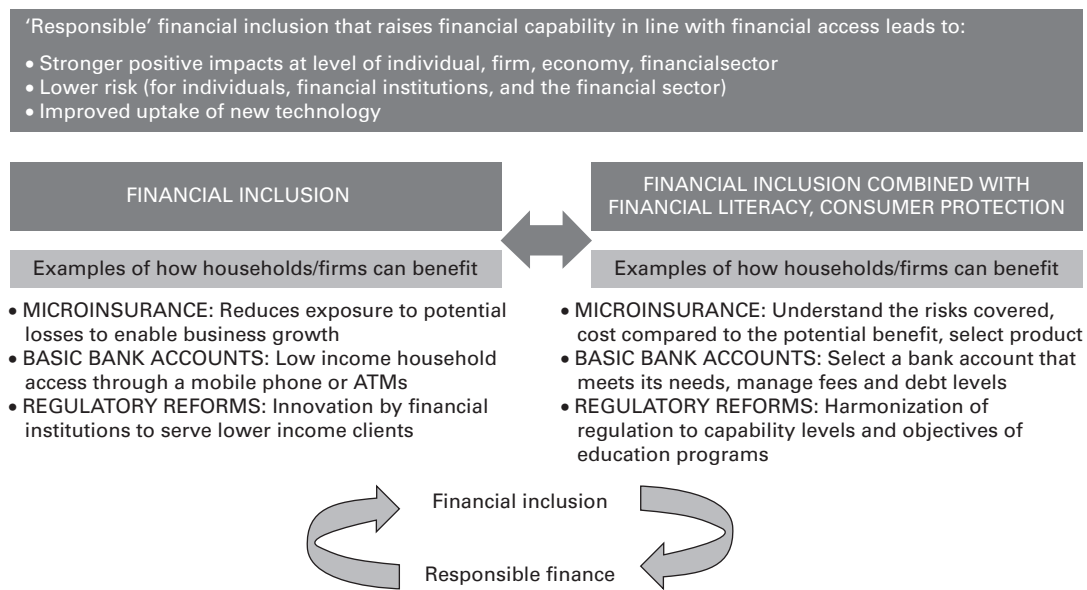 ‘Responsible’ financial inclusion that raises financial capability in line with financial access leads to:
• Stronger positive impacts at level of individual, firm, economy, financialsector
• Lower risk (for individuals, financial institutions, and the financial sector)
• Improved uptake of new technology
FINANCIAL INCLUSION
Examples of how households/firms can benefit
• MICROINSURANCE: Reduces exposure to potential
losses to enable business growth
• BASIC BANK ACCOUNTS: Low income household
access through a mobile phone or ATMs
• REGULATORY REFORMS: Innovation by financial
institutions to serve lower income clients
FINANCIAL INCLUSION COMBINED WITH
FINANCIAL LITERACY, CONSUMER PROTECTION
Examples of how households/firms can benefit
• MICROINSURANCE: Understand the risks covered,
cost compared to the potential benefit, select product
• BASIC BANK ACCOUNTS: Select a bank account that
meets its needs, manage fees and debt levels
• REGULATORY REFORMS: Harmonization of
regulation to capability levels and objectives of
education programs
Financial inclusion
Responsible finance